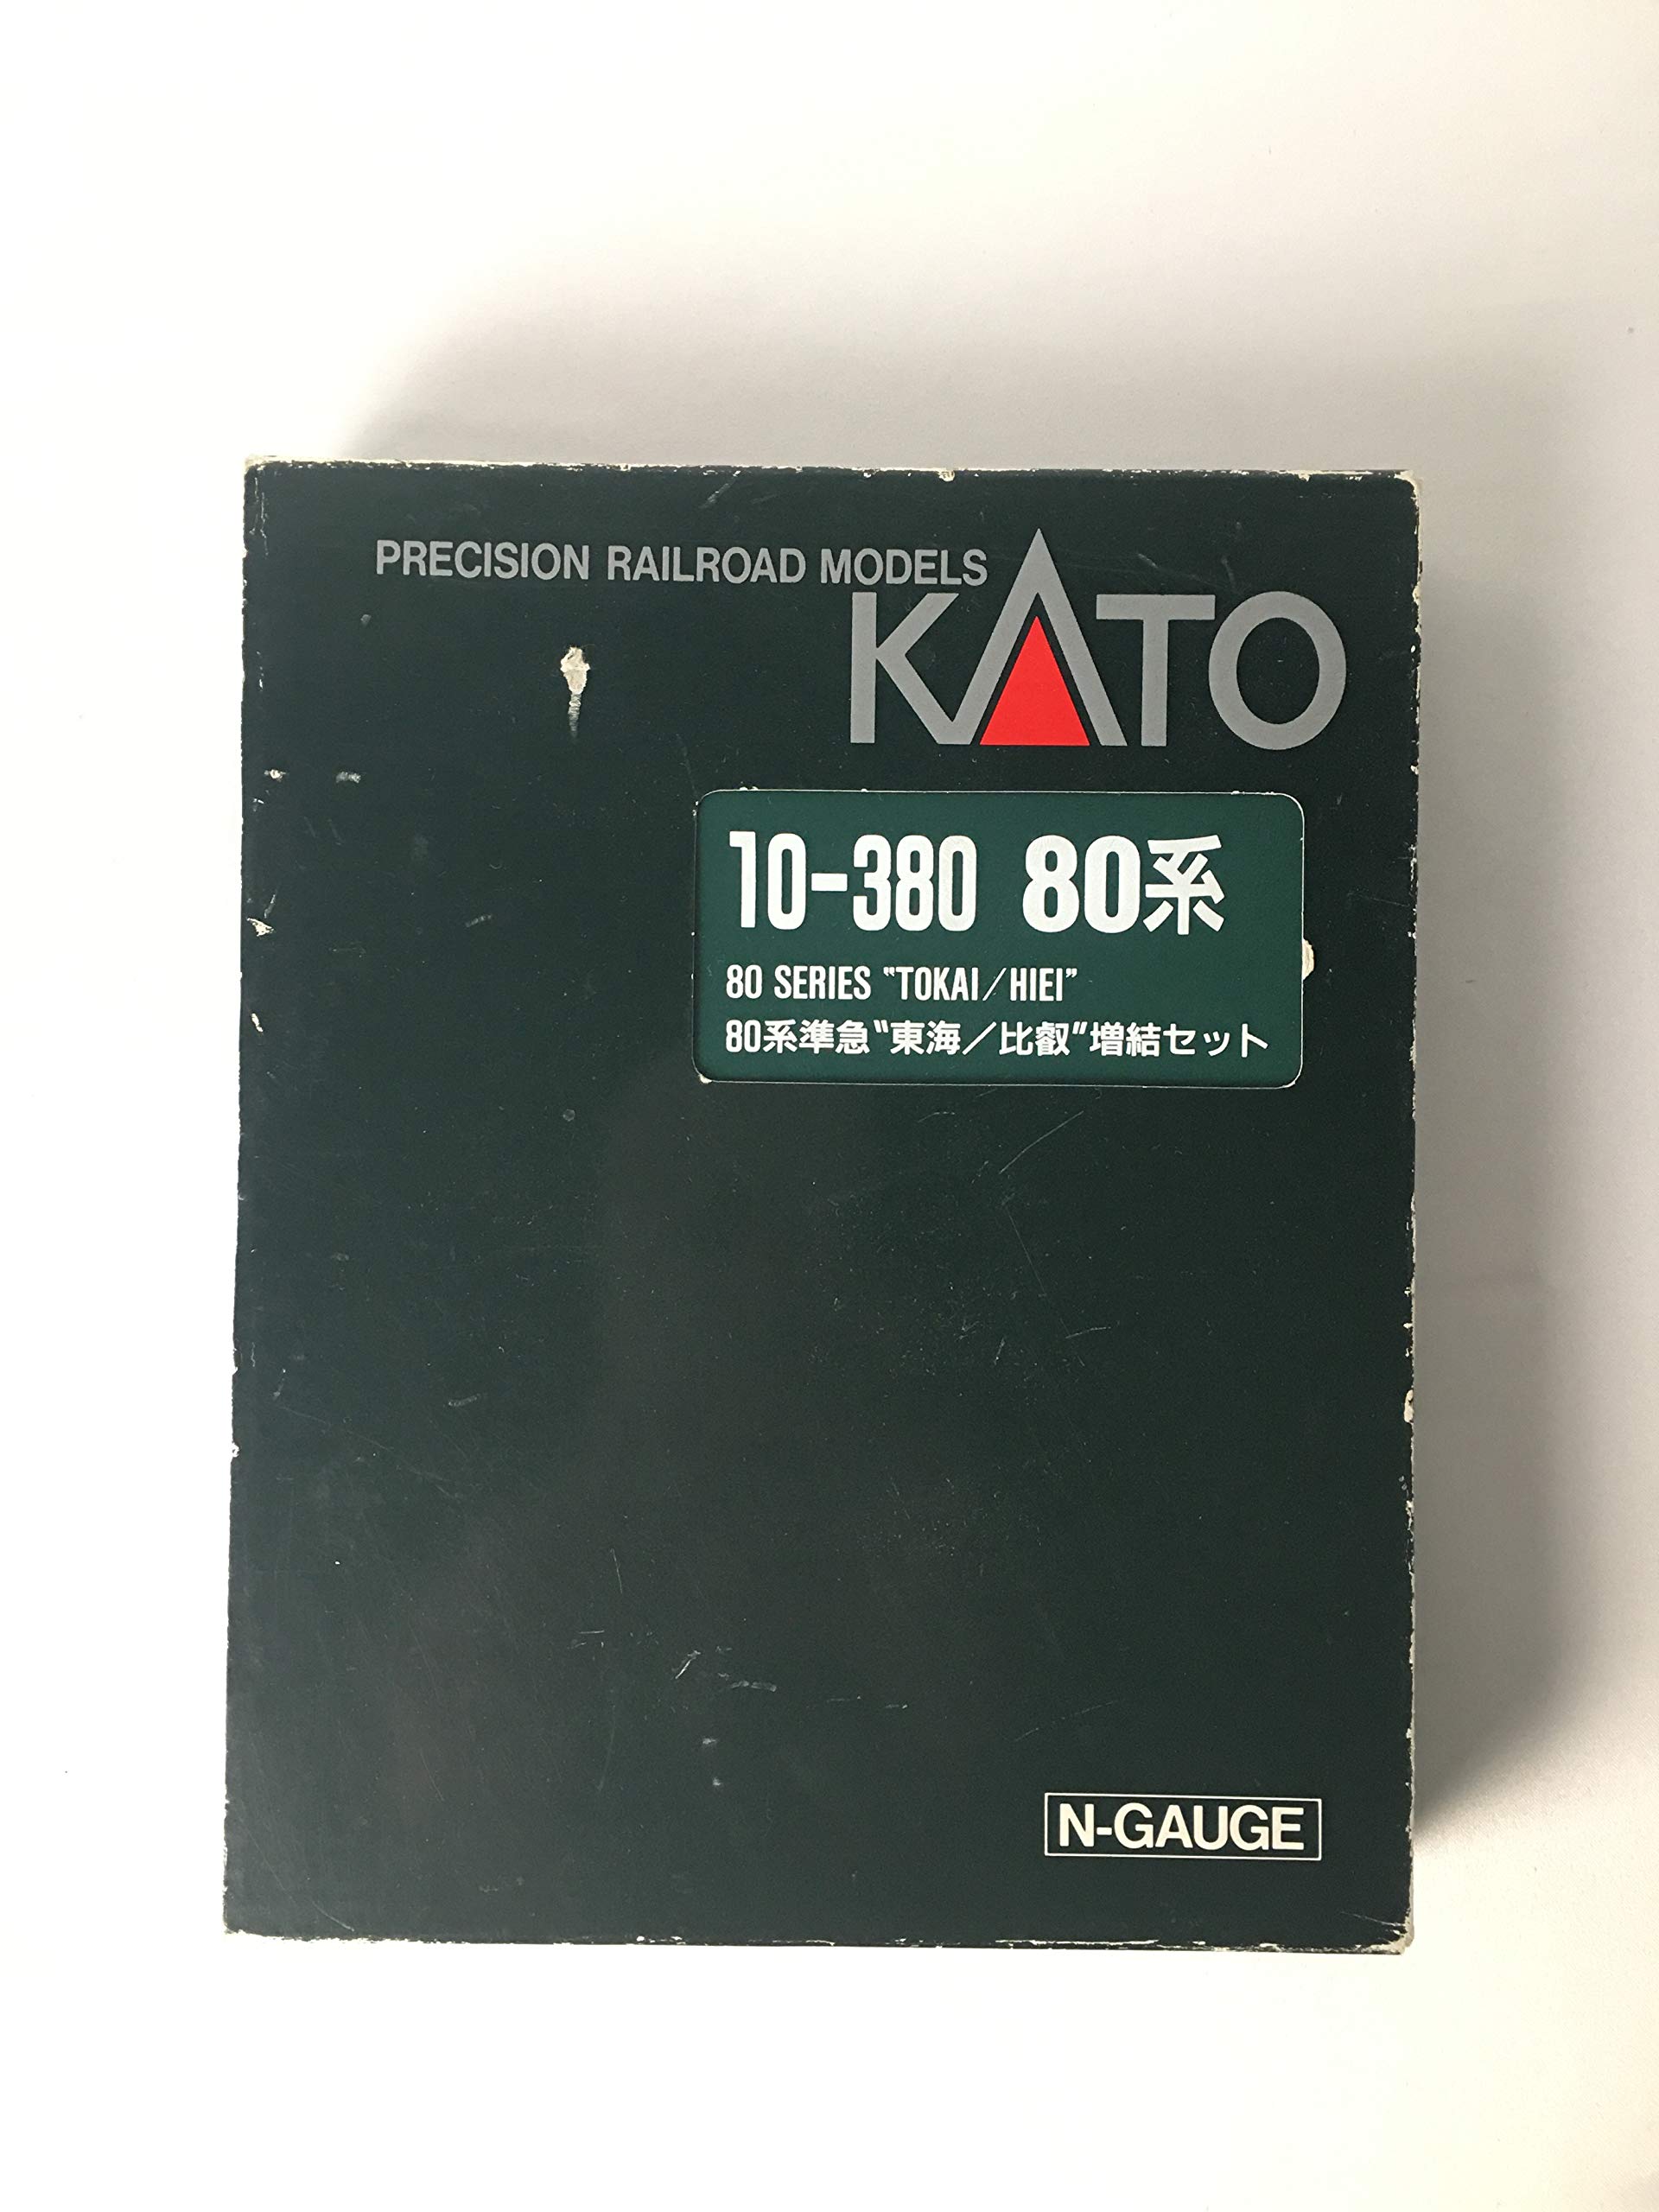 PRECISION RAILROAD MODELS
KATO
10-380 80系
80 SERIES "TOKAI/HIEI"
80系準急"東海/比叡"増結セット
N-GAUGE